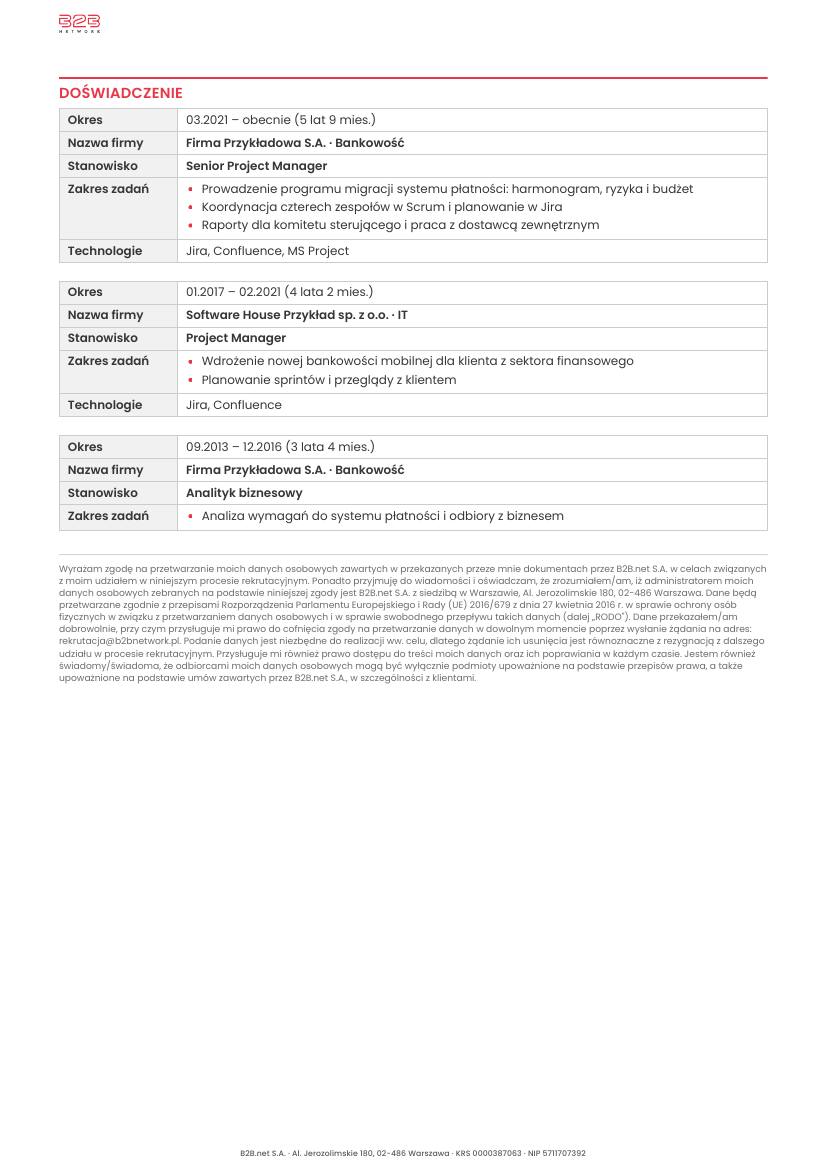 B2B
NETWORK
DOŚWIADCZENIE
Okres 03.2021 – obecnie (5 lat 9 mies.)
Nazwa firmy Firma Przykładowa S.A. · Bankowość
Stanowisko Senior Project Manager
Zakres zadań • Prowadzenie programu migracji systemu płatności: harmonogram, ryzyka i budżet
• Koordynacja czterech zespołów w Scrum i planowanie w Jira
• Raporty dla komitetu sterującego i praca z dostawcą zewnętrznym
Technologie Jira, Confluence, MS Project
Okres 01.2017 – 02.2021 (4 lata 2 mies.)
Nazwa firmy Software House Przykład sp. z o.o. · IT
Stanowisko Project Manager
Zakres zadań • Wdrożenie nowej bankowości mobilnej dla klienta z sektora finansowego
• Planowanie sprintów i przeglądy z klientem
Technologie Jira, Confluence
Okres 09.2013 – 12.2016 (3 lata 4 mies.)
Nazwa firmy Firma Przykładowa S.A. · Bankowość
Stanowisko Analityk biznesowy
Zakres zadań • Analiza wymagań do systemu płatności i odbiory z biznesem
Wyrażam zgodę na przetwarzanie moich danych osobowych zawartych w przekazanych przeze mnie dokumentach przez B2B.net S.A. w celach związanych
z moim udziałem w niniejszym procesie rekrutacyjnym. Ponadto przyjmuję do wiadomości i oświadczam, że zrozumiałem/am, iż administratorem moich
danych osobowych zebranych na podstawie niniejszej zgody jest B2B.net S.A. z siedzibą w Warszawie, Al. Jerozolimskie 180, 02-486 Warszawa. Dane będą
przetwarzane zgodnie z przepisami Rozporządzenia Parlamentu Europejskiego i Rady (UE) 2016/679 z dnia 27 kwietnia 2016 r. w sprawie ochrony osób
fizycznych w związku z przetwarzaniem danych osobowych i w sprawie swobodnego przepływu takich danych (dalej „RODO”). Dane przekazałem/am
dobrowolnie, przy czym przysługuje mi prawo do cofnięcia zgody na przetwarzanie danych w dowolnym momencie poprzez wysłanie żądania na adres:
rekrutacja@b2bnetwork.pl. Podanie danych jest niezbędne do realizacji ww. celu, dlatego żądanie ich usunięcia jest równoznaczne z rezygnacją z dalszego
udziału w procesie rekrutacyjnym. Przysługuje mi również prawo dostępu do treści moich danych oraz ich poprawiania w każdym czasie. Jestem również
świadomy/świadoma, że odbiorcami moich danych osobowych mogą być wyłącznie podmioty upoważnione na podstawie przepisów prawa, a także
upoważnione na podstawie umów zawartych przez B2B.net S.A., w szczególności z klientami.
B2B.net S.A. · Al. Jerozolimskie 180, 02-486 Warszawa · KRS 0000387063 · NIP 5711707392